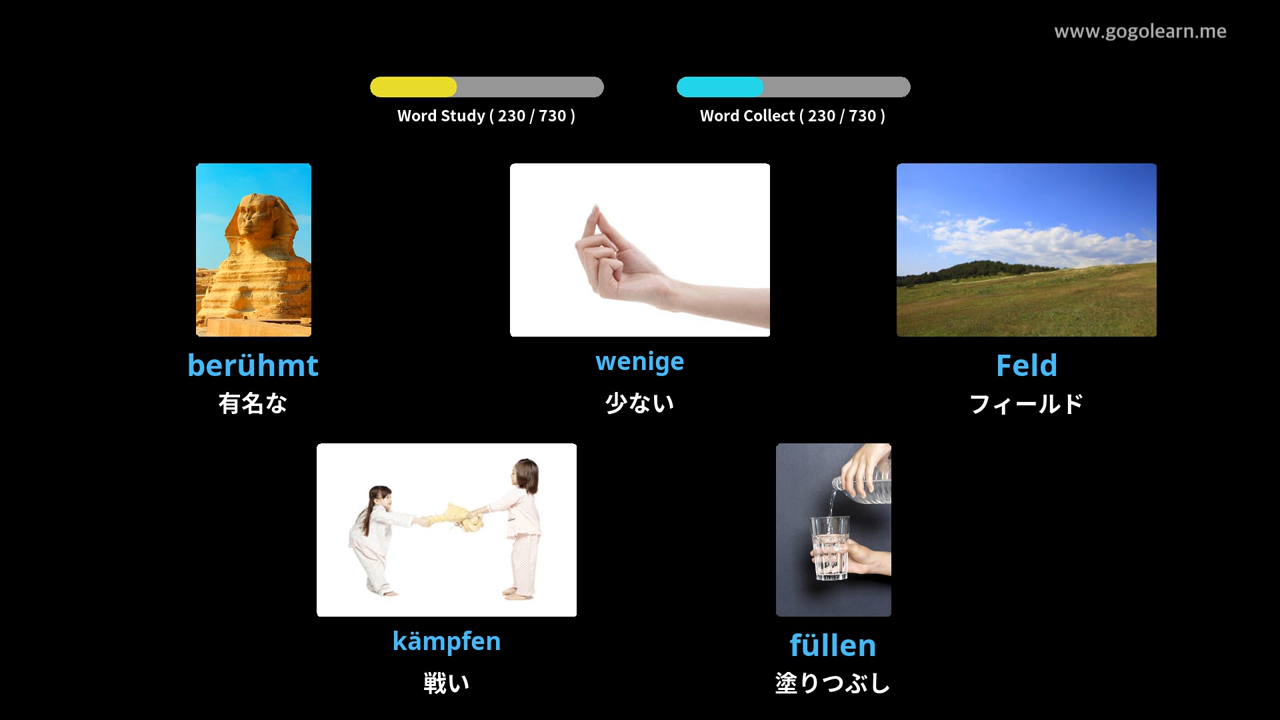 www.gogolearn.me
Word Study ( 230 / 730 )
Word Collect ( 230 / 730 )
berühmt
有名な
wenige
少ない
Feld
フィールド
kämpfen
戦い
füllen
塗りつぶし